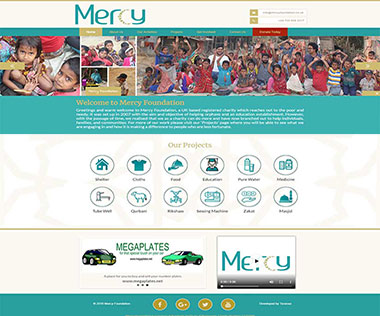 Mercy
Home About Us Our Activities Projects Get Involved Contact Us Donate Today
Mercy Foundation
Welcome to Mercy Foundation
Greetings and warm welcome to Mercy Foundation, a UK based registered charity which reaches out to the poor and
needy. It was set up in 2007 with the aim and objective of helping orphans and an education establishment. However,
with the passage of time, we realised that we as a charity can do more and have now branched out to help individuals,
families, and communities. For more of our work please visit our 'Projects' page where you will be able to see what we
are engaging in and how it is making a difference to people who are less fortunate.
Our Projects
Shelter Cloths Food Education Pure Water Medicine
Tube Well Qurbani Rikshaw Sewing Machine Zakat Masjid
MEGAPLATES
www.megaplates.net
www.megaplates.net
Mercy
© 2015 Mercy Foundation
Developed by